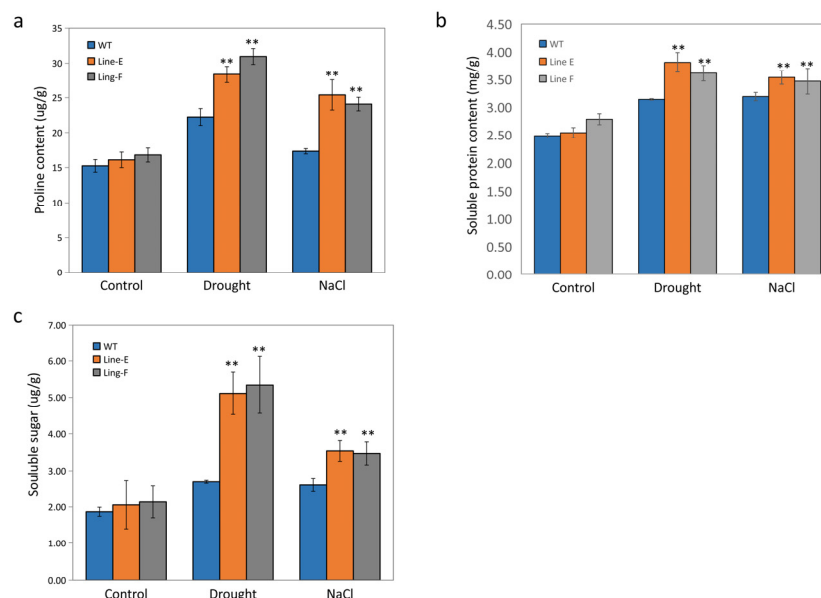 a
35
30
25
20
15
10
5
0
Proline content (ug/g)
WT
Line-E
Ling-F
** **
** **
Control Drought NaCl
b
4.50
4.00
3.50
3.00
2.50
2.00
1.50
1.00
0.50
0.00
Soluble protein content (mg/g)
WT
Line E
Line F
** **
** **
Control Drought NaCl
c
7.00
6.00
5.00
4.00
3.00
2.00
1.00
0.00
Souluble sugar (ug/g)
WT
Line-E
Ling-F
** **
** **
Control Drought NaCl